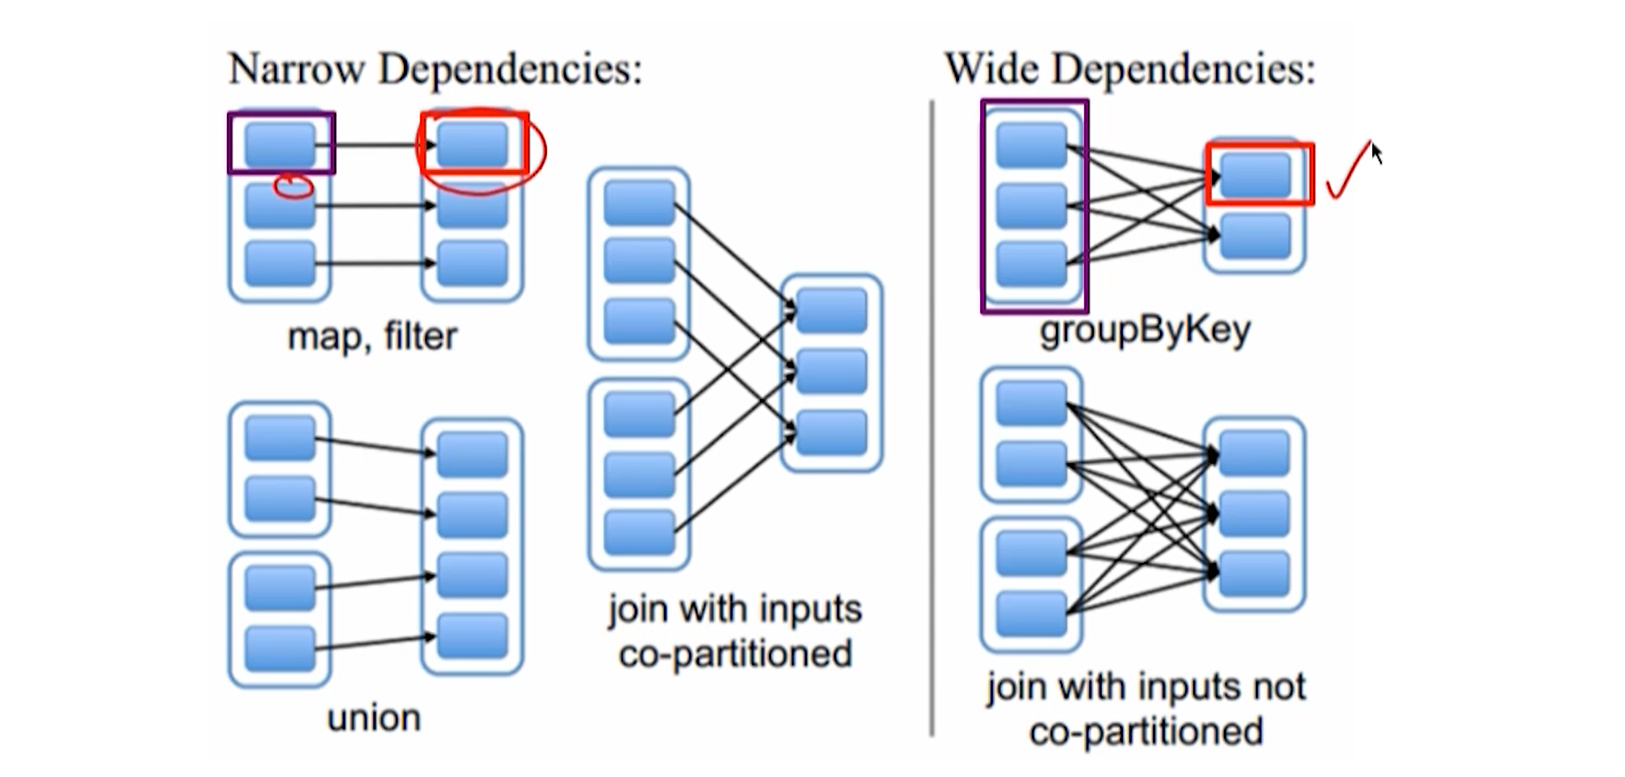 Narrow Dependencies:
map, filter
union
join with inputs
co-partitioned
Wide Dependencies:
groupByKey
join with inputs not
co-partitioned